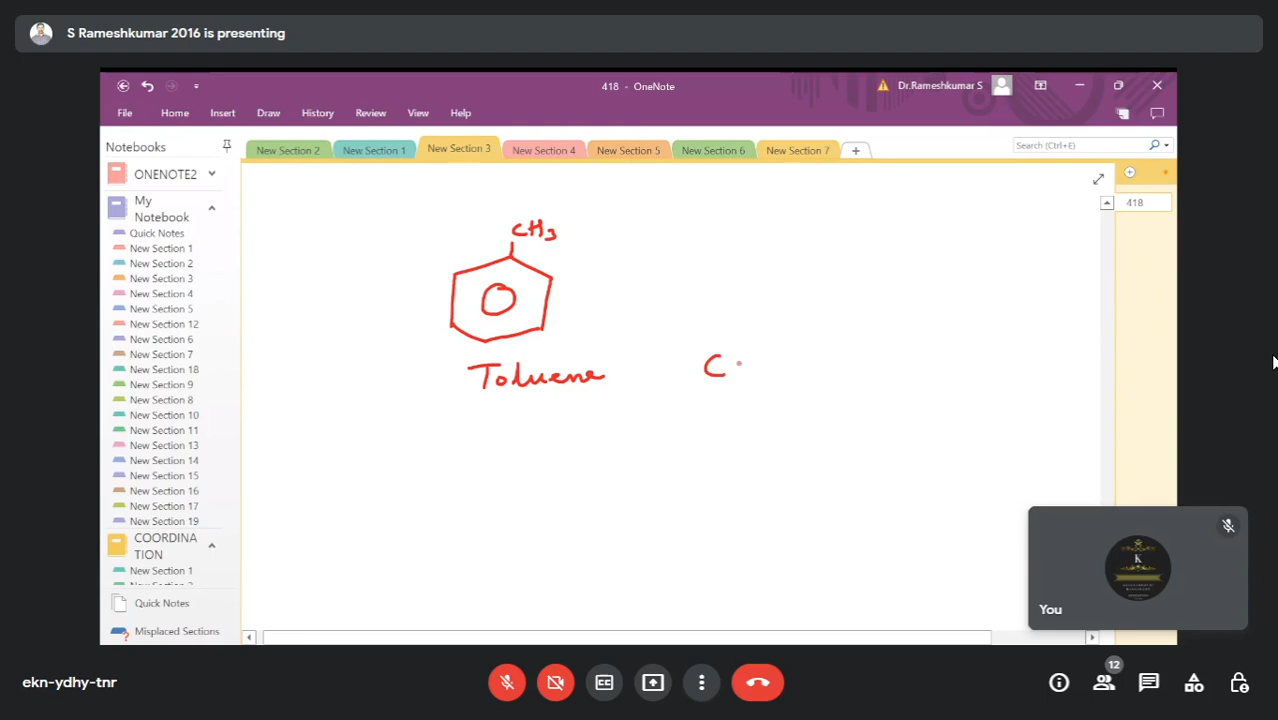 S Rameshkumar 2016 is presenting
418 - OneNote
Dr.Rameshkumar S
File Home Insert Draw History Review View Help
Notebooks
New Section 2 New Section 1 New Section 3 New Section 4 New Section 5 New Section 6 New Section 7 +
Search (Ctrl+E)
ONENOTE2
My
Notebook
Quick Notes
New Section 1
New Section 2
New Section 3
New Section 4
New Section 5
New Section 12
New Section 6
New Section 7
New Section 18
New Section 9
New Section 8
New Section 10
New Section 11
New Section 13
New Section 14
New Section 15
New Section 16
New Section 17
New Section 19
COORDINA
TION
New Section 1
Quick Notes
Misplaced Sections
418
CH3
Toluene C
K
You
ekn-ydhy-tnr
CC
12